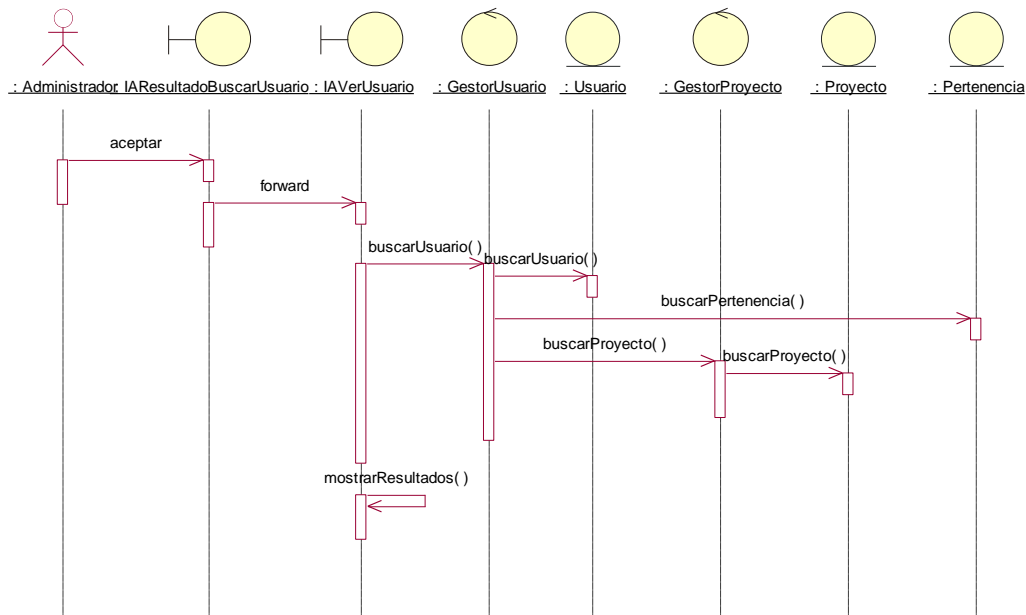 : Administrador
: IAResultadoBuscarUsuario
: IAVerUsuario
: GestorUsuario
: Usuario
: GestorProyecto
: Proyecto
: Pertenencia
aceptar
forward
buscarUsuario( )
buscarUsuario( )
buscarPertenencia( )
buscarProyecto( )
buscarProyecto( )
mostrarResultados( )